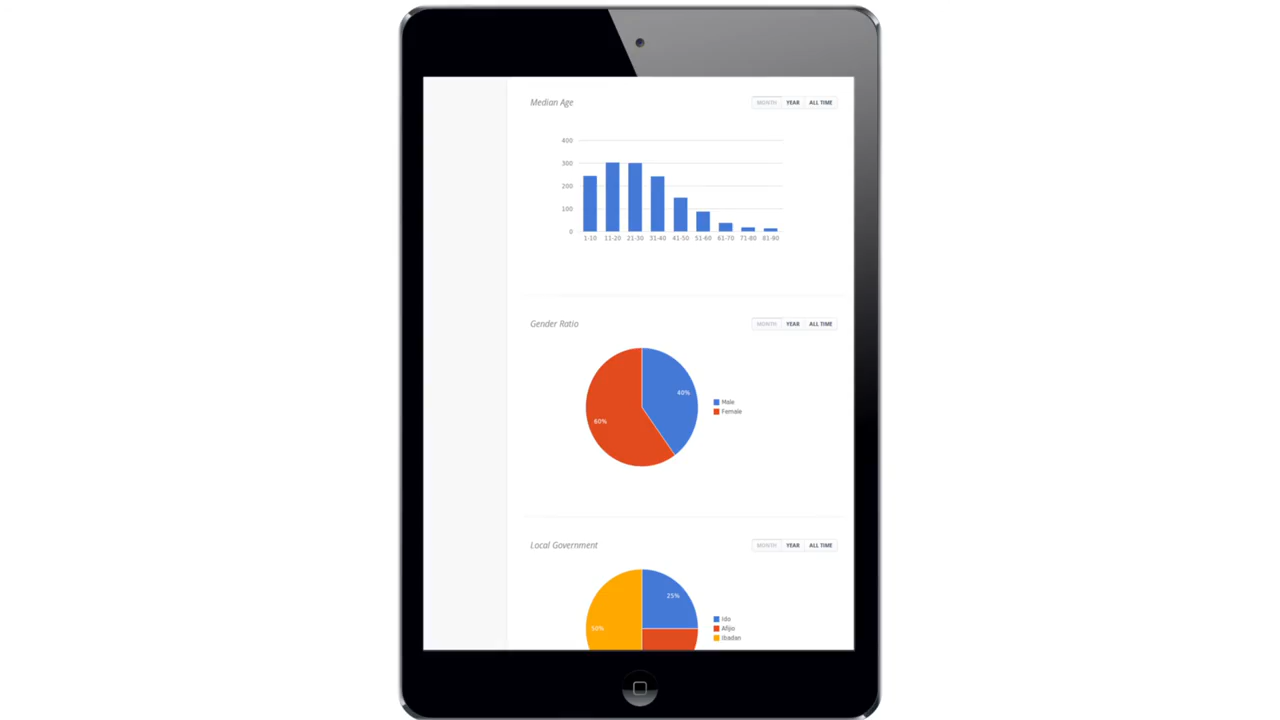 Median Age
MONTH YEAR ALL TIME
400
300
200
100
0
1-10 11-20 21-30 31-40 41-50 51-60 61-70 71-80 81-90
Gender Ratio
MONTH YEAR ALL TIME
40%
60%
Male
Female
Local Government
MONTH YEAR ALL TIME
25%
50%
Ido
Afijio
Ibadan